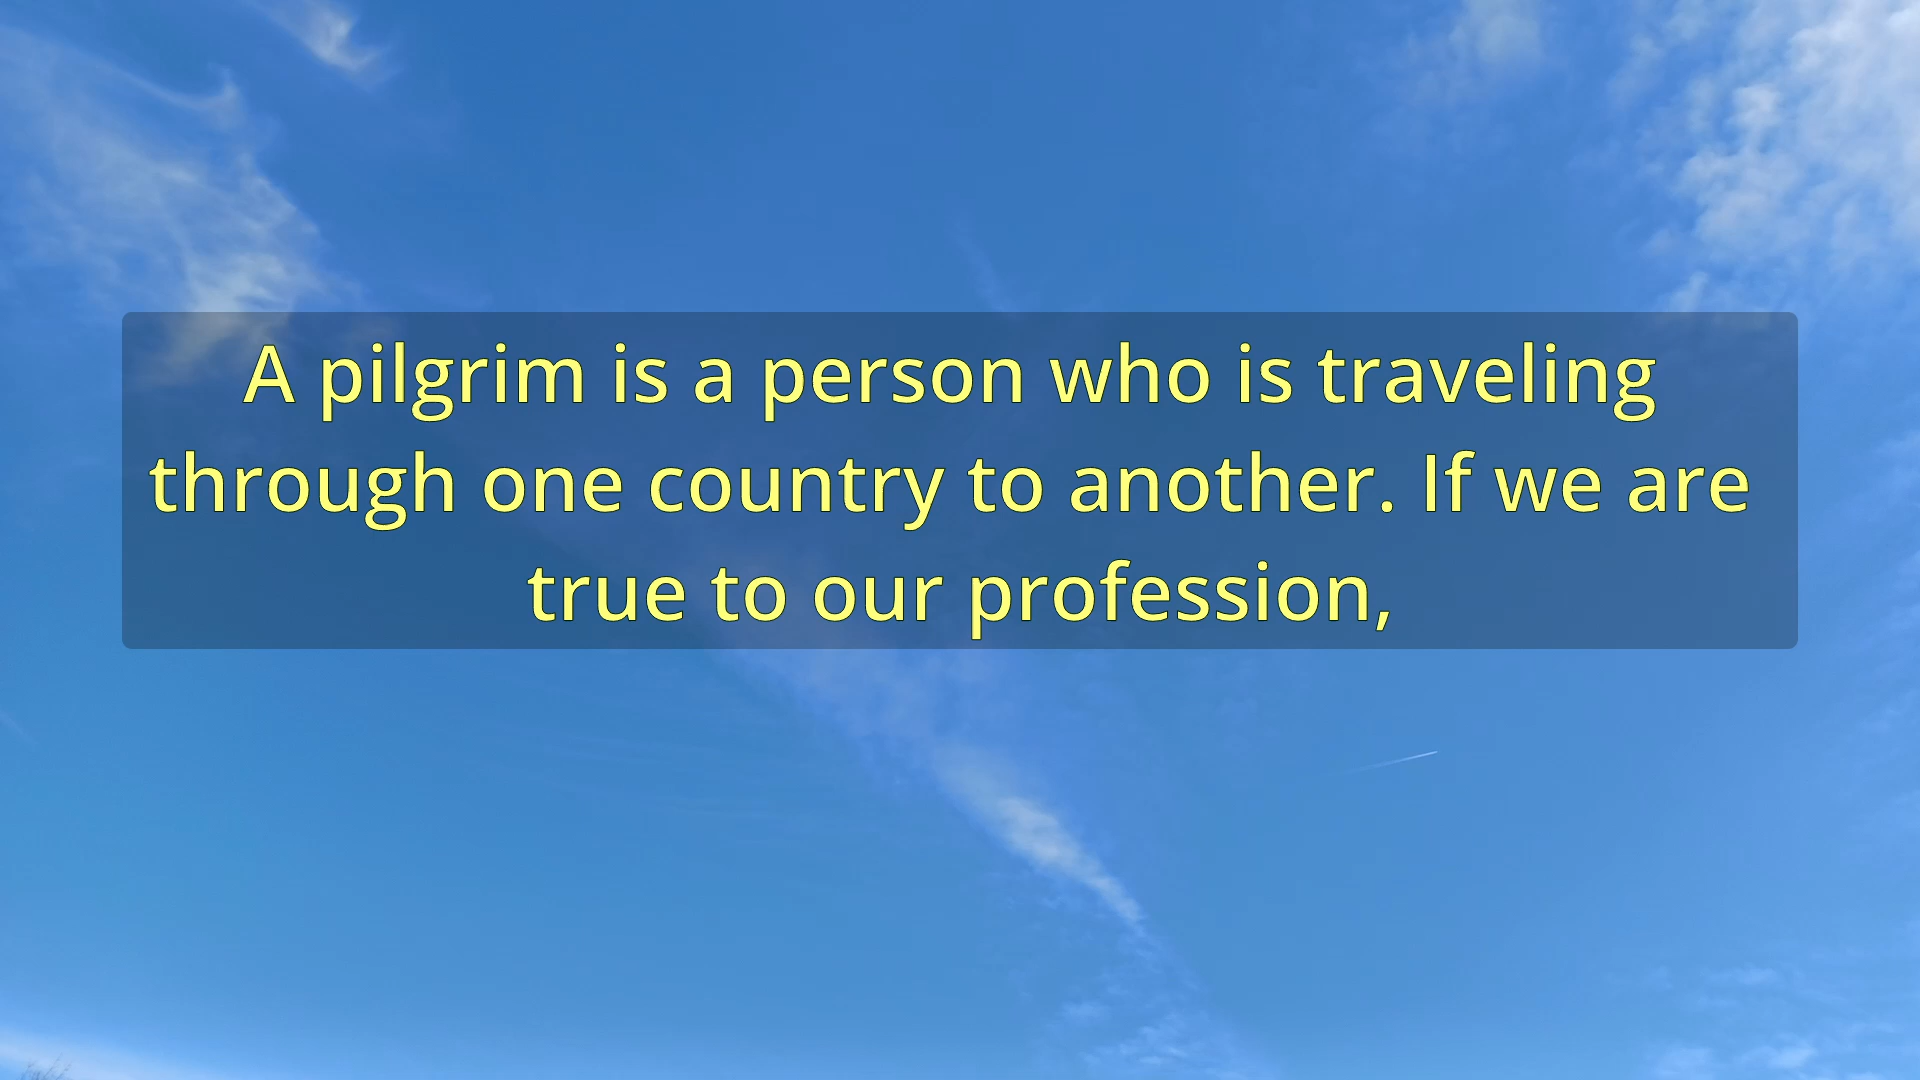 A pilgrim is a person who is traveling
through one country to another. If we are
true to our profession,